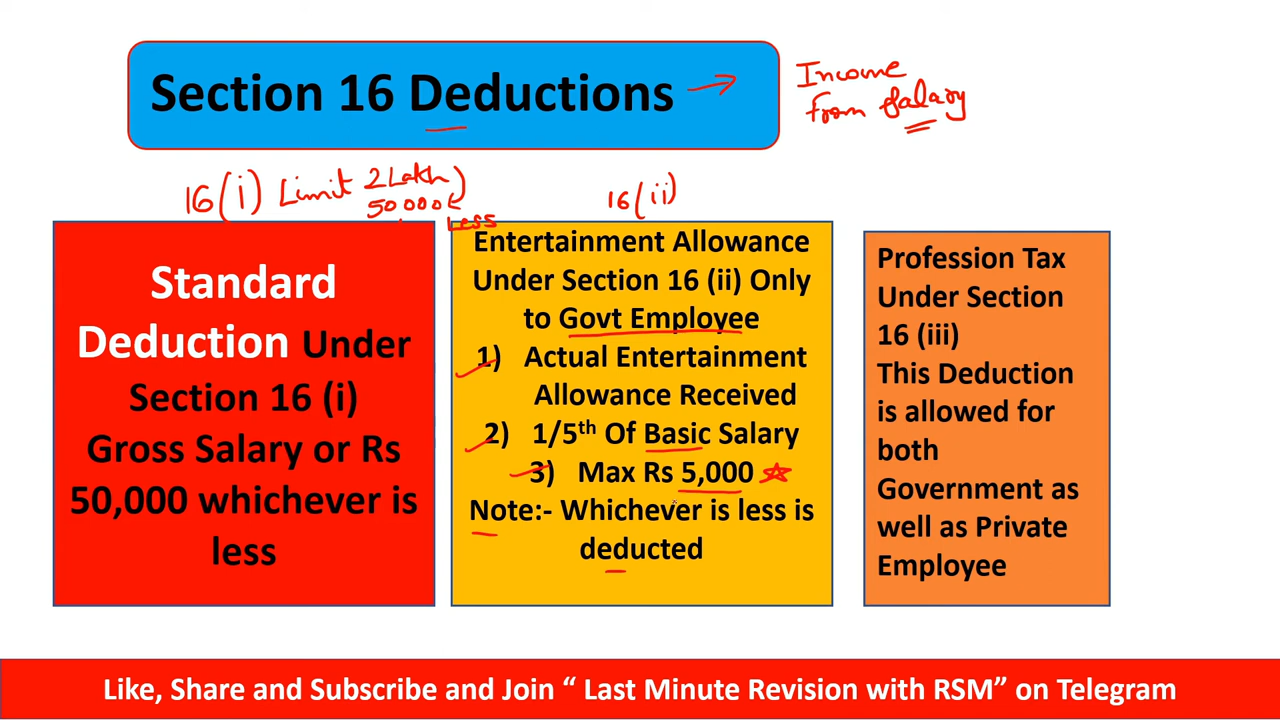 Section 16 Deductions
Income
from Salary
16(i) Limit 2 Lakh
50000
Less
16(ii)
Standard
Deduction Under
Section 16 (i)
Gross Salary or Rs
50,000 whichever is
less
Entertainment Allowance
Under Section 16 (ii) Only
to Govt Employee
1) Actual Entertainment
Allowance Received
2) 1/5th Of Basic Salary
3) Max Rs 5,000
Note:- Whichever is less is
deducted
Profession Tax
Under Section
16 (iii)
This Deduction
is allowed for
both
Government as
well as Private
Employee
Like, Share and Subscribe and Join “ Last Minute Revision with RSM” on Telegram